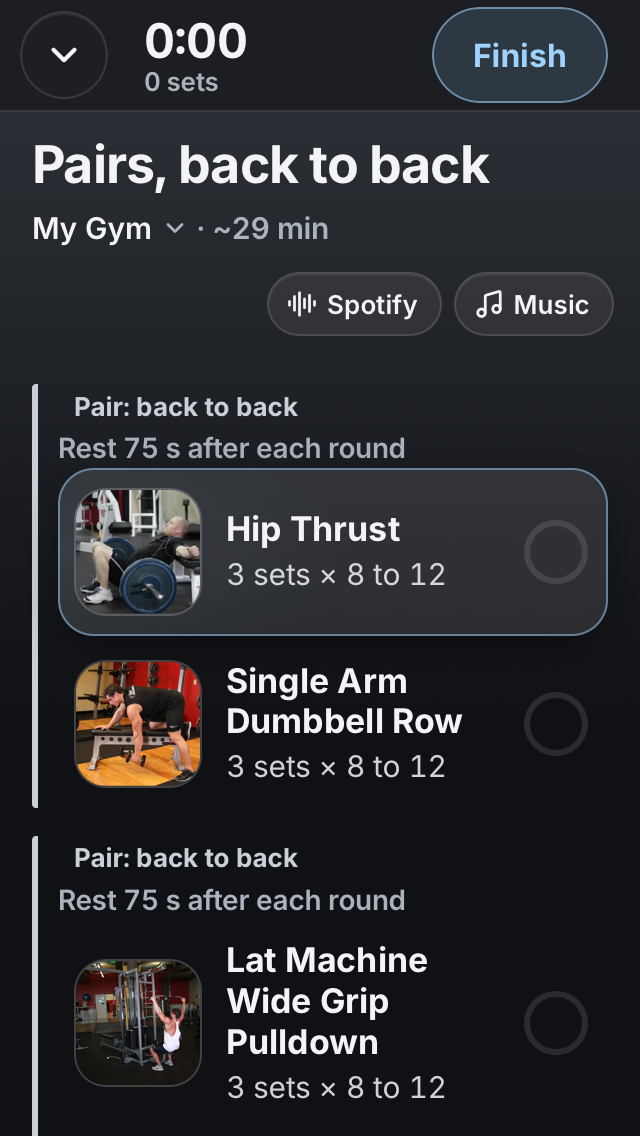 0:00
0 sets
Finish
Pairs, back to back
My Gym · ~29 min
Spotify
Music
Pair: back to back
Rest 75 s after each round
Hip Thrust
3 sets × 8 to 12
Single Arm
Dumbbell Row
3 sets × 8 to 12
Pair: back to back
Rest 75 s after each round
Lat Machine
Wide Grip
Pulldown
3 sets × 8 to 12